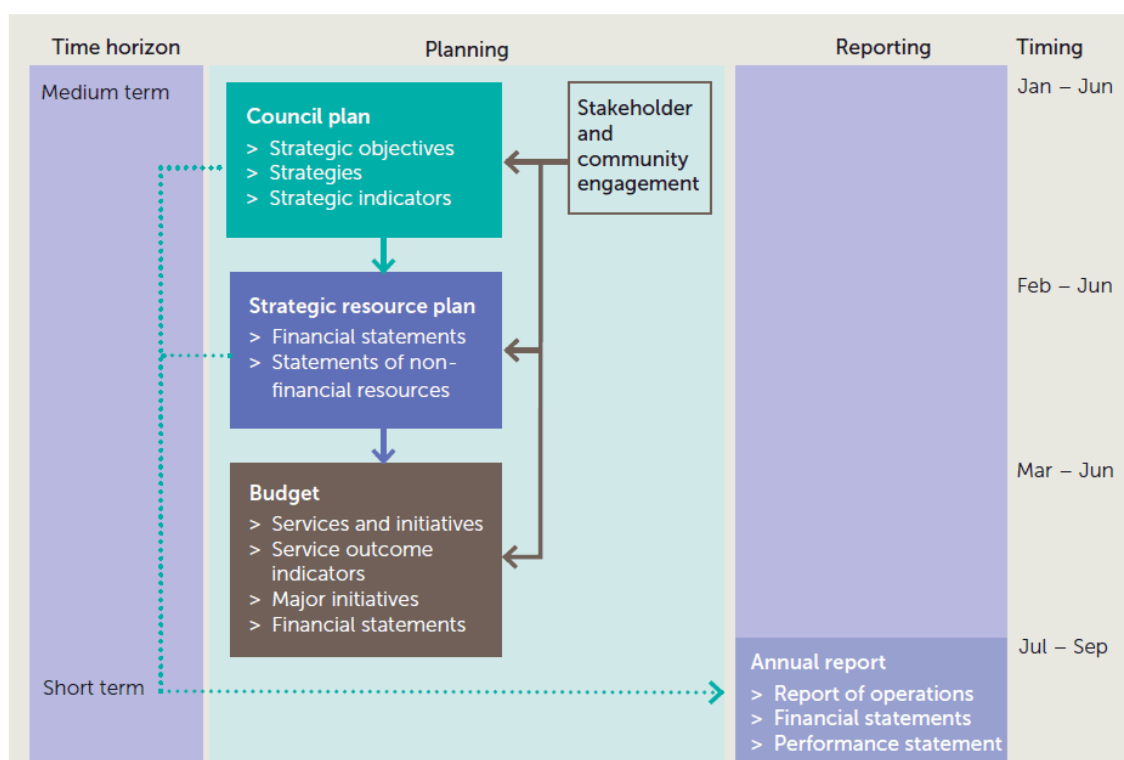 Time horizon
Planning
Reporting
Timing
Medium term
Jan – Jun
Council plan
> Strategic objectives
> Strategies
> Strategic indicators
Stakeholder
and
community
engagement
Feb – Jun
Strategic resource plan
> Financial statements
> Statements of non-
financial resources
Mar – Jun
Budget
> Services and initiatives
> Service outcome
indicators
> Major initiatives
> Financial statements
Jul – Sep
Short term
Annual report
> Report of operations
> Financial statements
> Performance statement